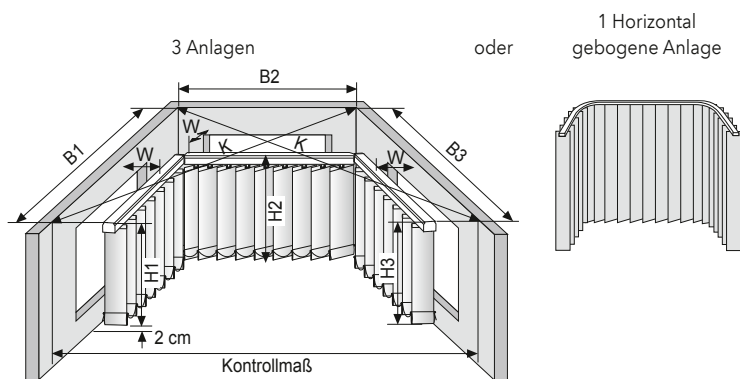 3 Anlagen
oder
1 Horizontal
gebogene Anlage
B2
B1
B3
W
K
K
W
W
H2
H1
H3
2 cm
Kontrollmaß